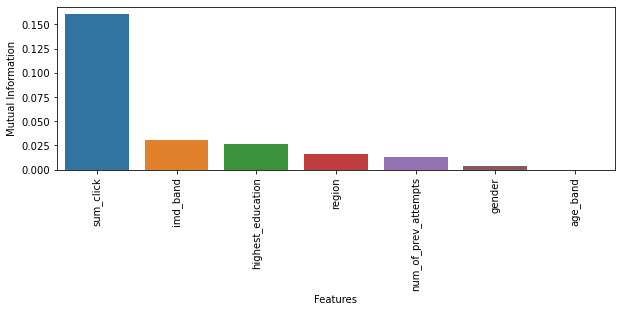 0.150
0.125
0.100
0.075
0.050
0.025
0.000
Mutual Information
sum_click
imd_band
highest_education
region
num_of_prev_attempts
gender
age_band
Features